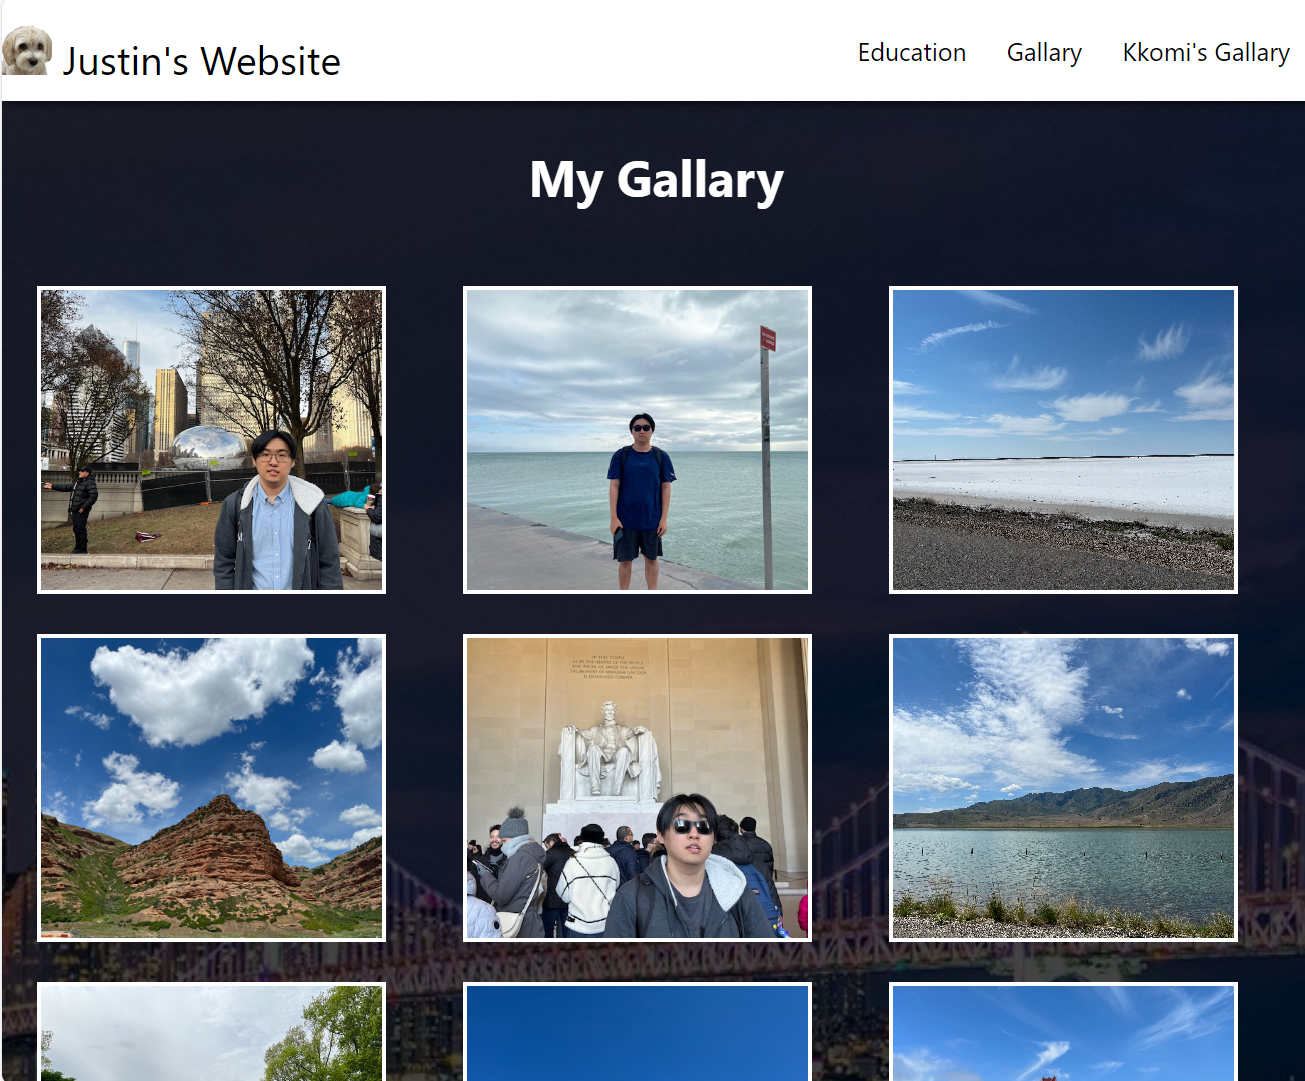 Justin's Website
Education
Gallary
Kkomi's Gallary
My Gallary
IN THIS TEMPLE
AS IN THE HEARTS OF THE PEOPLE
FOR WHOM HE SAVED THE UNION
THE MEMORY OF ABRAHAM LINCOLN
IS ENSHRINED FOREVER